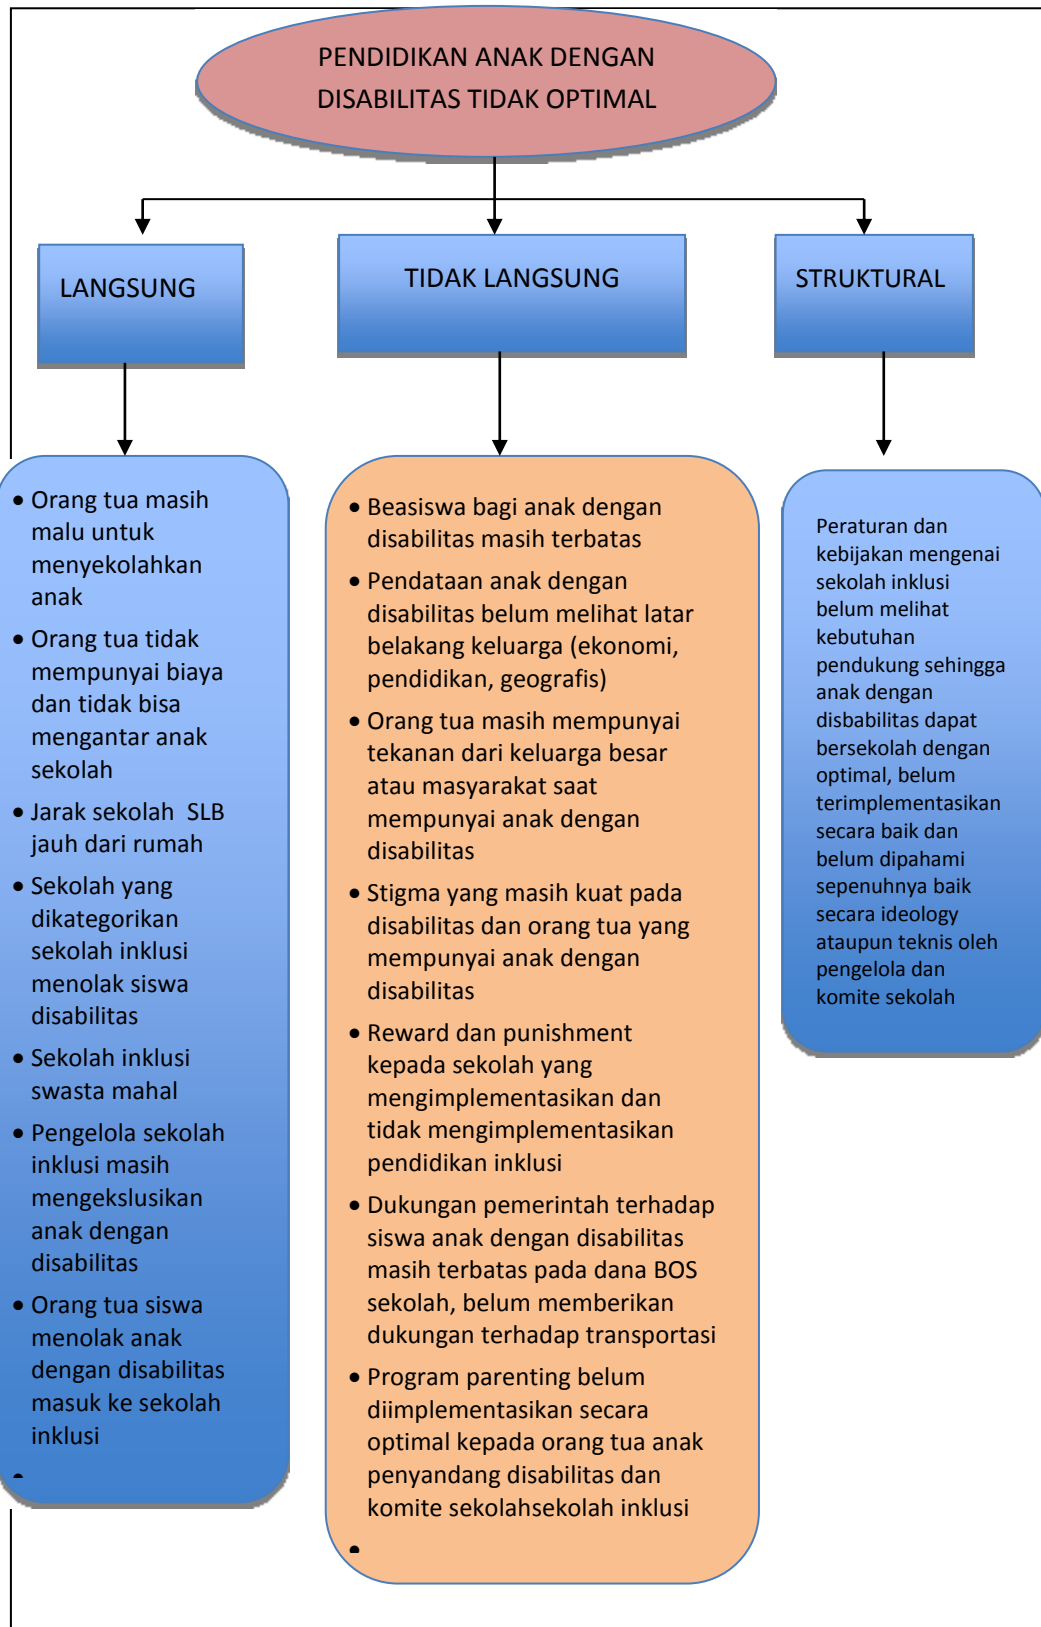 PENDIDIKAN ANAK DENGAN
DISABILITAS TIDAK OPTIMAL
LANGSUNG
TIDAK LANGSUNG
STRUKTURAL
• Orang tua masih
malu untuk
menyekolahkan
anak
• Orang tua tidak
mempunyai biaya
dan tidak bisa
mengantar anak
sekolah
• Jarak sekolah SLB
jauh dari rumah
• Sekolah yang
dikategorikan
sekolah inklusi
menolak siswa
disabilitas
• Sekolah inklusi
swasta mahal
• Pengelola sekolah
inklusi masih
mengekslusikan
anak dengan
disabilitas
• Orang tua siswa
menolak anak
dengan disabilitas
masuk ke sekolah
inklusi
•
• Beasiswa bagi anak dengan
disabilitas masih terbatas
• Pendataan anak dengan
disabilitas belum melihat latar
belakang keluarga (ekonomi,
pendidikan, geografis)
• Orang tua masih mempunyai
tekanan dari keluarga besar
atau masyarakat saat
mempunyai anak dengan
disabilitas
• Stigma yang masih kuat pada
disabilitas dan orang tua yang
mempunyai anak dengan
disabilitas
• Reward dan punishment
kepada sekolah yang
mengimplementasikan dan
tidak mengimplementasikan
pendidikan inklusi
• Dukungan pemerintah terhadap
siswa anak dengan disabilitas
masih terbatas pada dana BOS
sekolah, belum memberikan
dukungan terhadap transportasi
• Program parenting belum
diimplementasikan secara
optimal kepada orang tua anak
penyandang disabilitas dan
komite sekolahsekolah inklusi
•
Peraturan dan
kebijakan mengenai
sekolah inklusi
belum melihat
kebutuhan
pendukung sehingga
anak dengan
disbabilitas dapat
bersekolah dengan
optimal, belum
terimplementasikan
secara baik dan
belum dipahami
sepenuhnya baik
secara ideology
ataupun teknis oleh
pengelola dan
komite sekolah